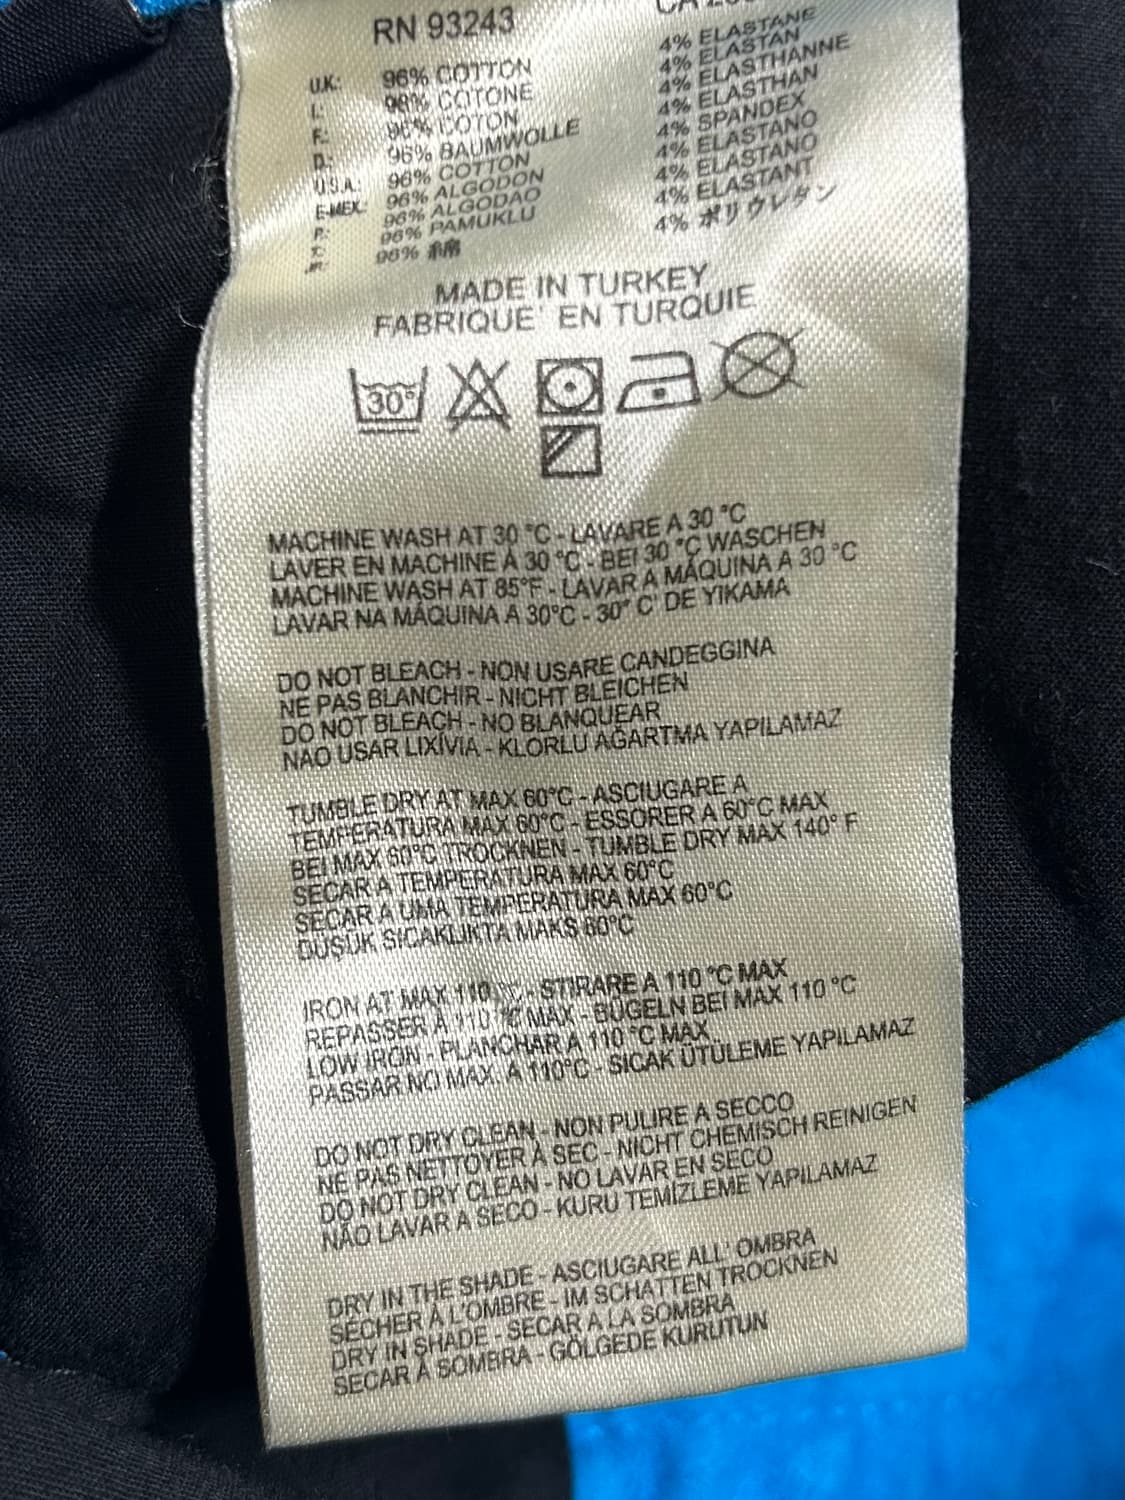 RN 93243
CA
U.K.: 96% COTTON 4% ELASTANE
I.: 96% COTONE 4% ELASTAN
F.: 96% COTON 4% ELASTHANNE
D.: 96% BAUMWOLLE 4% ELASTHAN
U.S.A.: 96% COTTON 4% SPANDEX
E-MEX. 96% ALGODON 4% ELASTANO
P.: 96% ALGODAO 4% ELASTANO
96% PAMUKLU 4% ELASTANT
96% 綿 4% ポリウレタン
MADE IN TURKEY
FABRIQUE' EN TURQUIE
30°
MACHINE WASH AT 30 °C - LAVARE A 30 °C
LAVER EN MACHINE À 30 °C - BEI 30 °C WASCHEN
MACHINE WASH AT 85°F - LAVAR A MÁQUINA A 30 °C
LAVAR NA MÁQUINA A 30°C - 30° C' DE YIKAMA
DO NOT BLEACH - NON USARE CANDEGGINA
NE PAS BLANCHIR - NICHT BLEICHEN
DO NOT BLEACH - NO BLANQUEAR
NAO USAR LIXÍVIA - KLORLU AĞARTMA YAPILAMAZ
TUMBLE DRY AT MAX 60°C - ASCIUGARE A
TEMPERATURA MAX 60°C - ESSORER A 60°C MAX
BEI MAX 60°C TROCKNEN - TUMBLE DRY MAX 140° F
SECAR A TEMPERATURA MAX 60°C
SECAR A UMA TEMPERATURA MAX 60°C
DÜŞÜK SICAKLIKTA MAKS 60°C
IRON AT MAX 110 °C - STIRARE A 110 °C MAX
REPASSER À 110 °C MAX - BÜGELN BEI MAX 110 °C
LOW IRON - PLANCHAR A 110 °C MAX
PASSAR NO MAX. A 110°C - SICAK ÜTÜLEME YAPILAMAZ
DO NOT DRY CLEAN - NON PULIRE A SECCO
NE PAS NETTOYER À SEC - NICHT CHEMISCH REINIGEN
DO NOT DRY CLEAN - NO LAVAR EN SECO
NÃO LAVAR A SECO - KURU TEMİZLEME YAPILAMAZ
DRY IN THE SHADE - ASCIUGARE ALL' OMBRA
SÉCHER À L'OMBRE - IM SCHATTEN TROCKNEN
DRY IN SHADE - SECAR A LA SOMBRA
SECAR À SOMBRA - GÖLGEDE KURUTUN